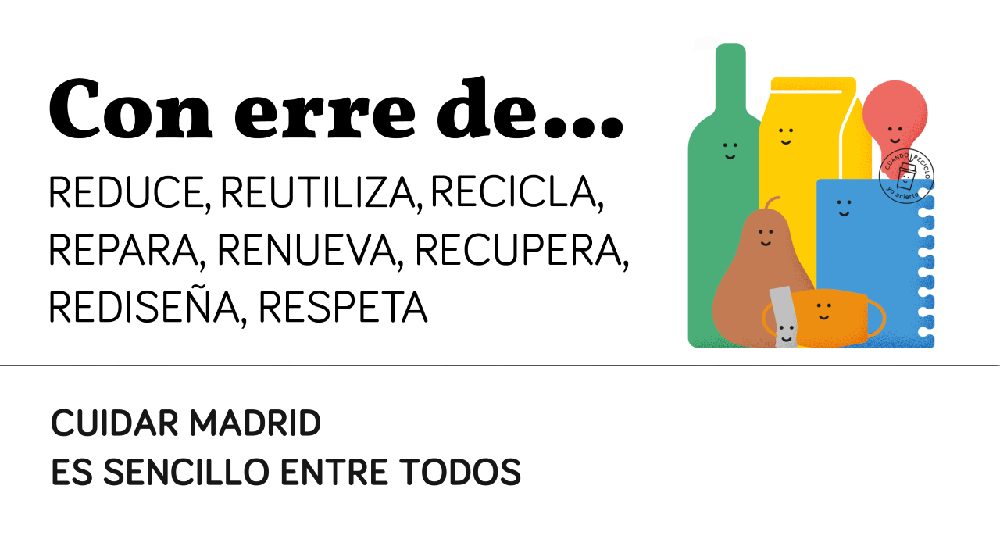 Con erre de...
REDUCE, REUTILIZA, RECICLA,
REPARA, RENUEVA, RECUPERA,
REDISEÑA, RESPETA
CUANDO RECICLO
yo acierto
CUIDAR MADRID
ES SENCILLO ENTRE TODOS